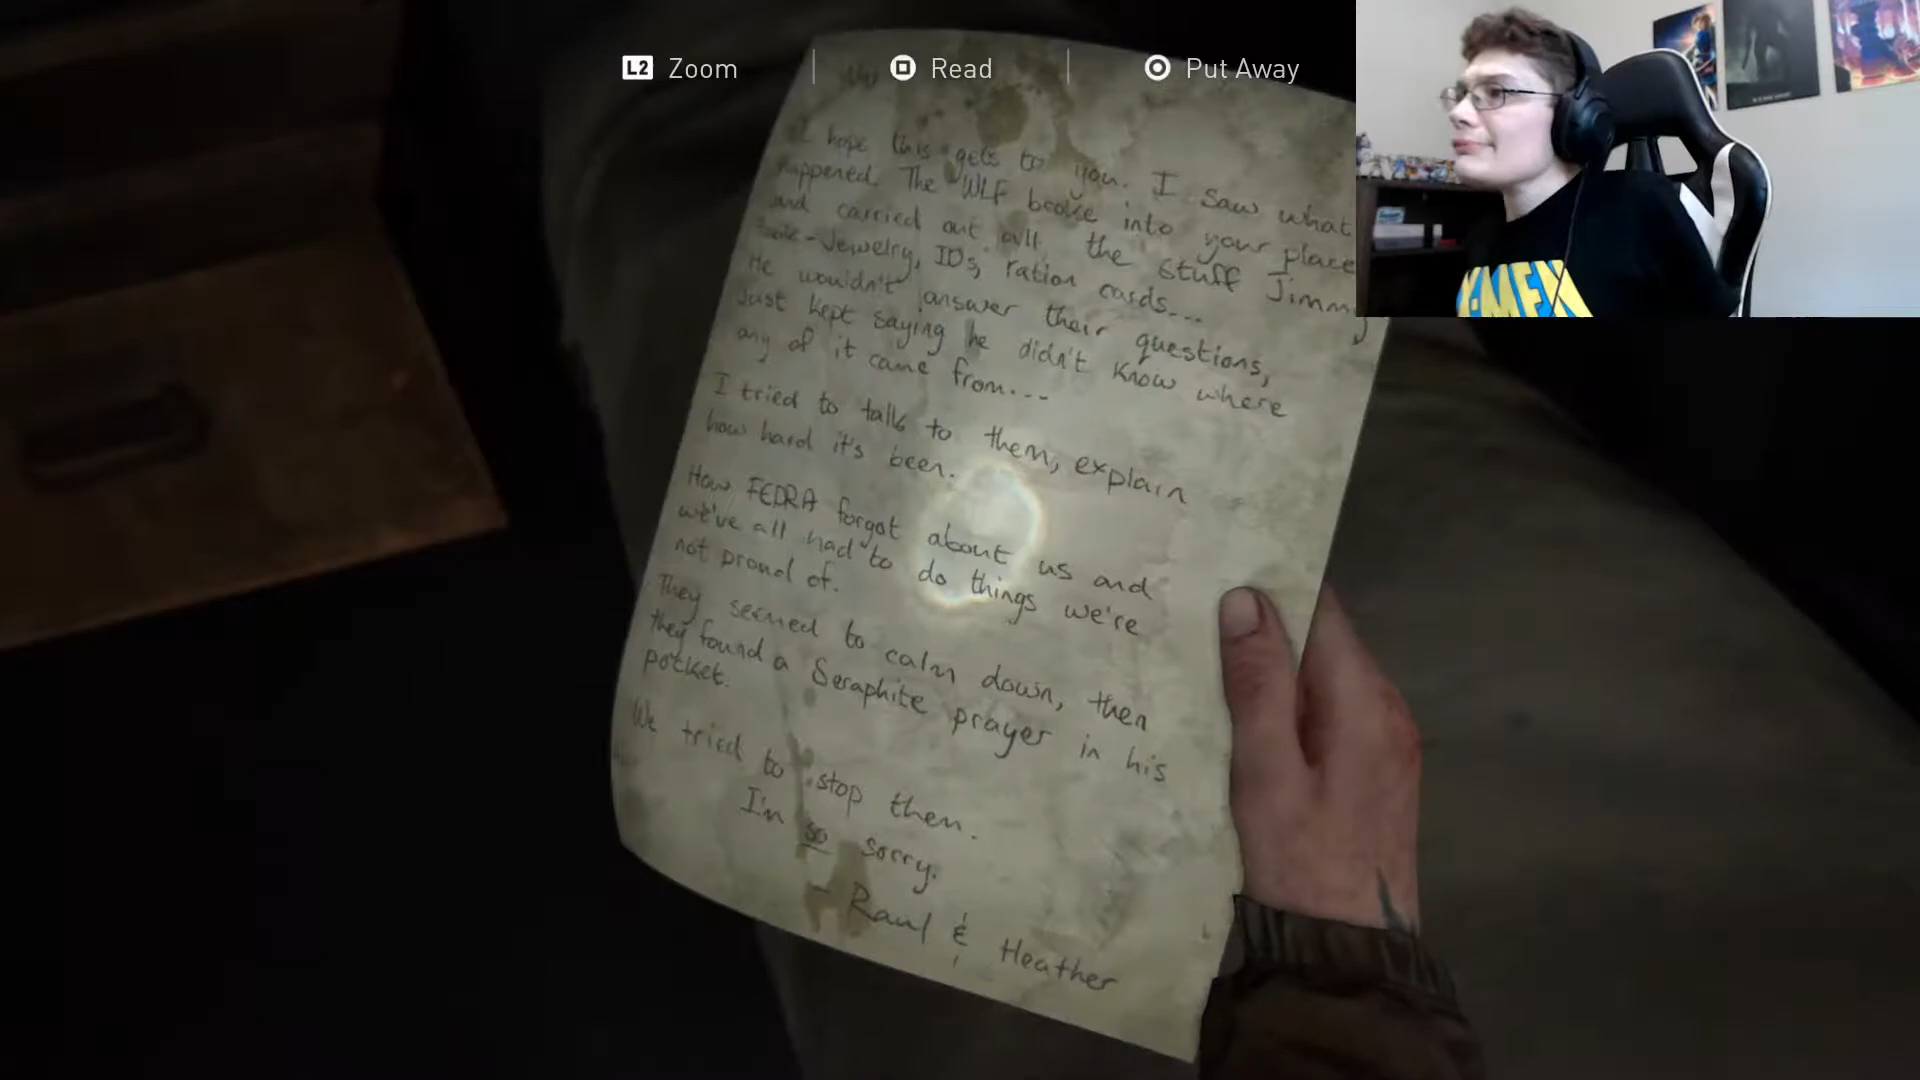 L2 Zoom | Read | Put Away
I hope this gets to you. I saw what
happened. The WLF broke into your place
and carried out all the stuff Jimmy
Jewelry, IDs, ration cards...
He wouldn't answer their questions,
Just kept saying he didn't know where
any of it came from...
I tried to talk to them, explain
how hard it's been.
How FEDRA forgot about us and
we've all had to do things we're
not proud of.
They seemed to calm down, then
they found a Seraphite prayer in his
pocket.
We tried to stop them.
I'm so sorry.
- Raul & Heather